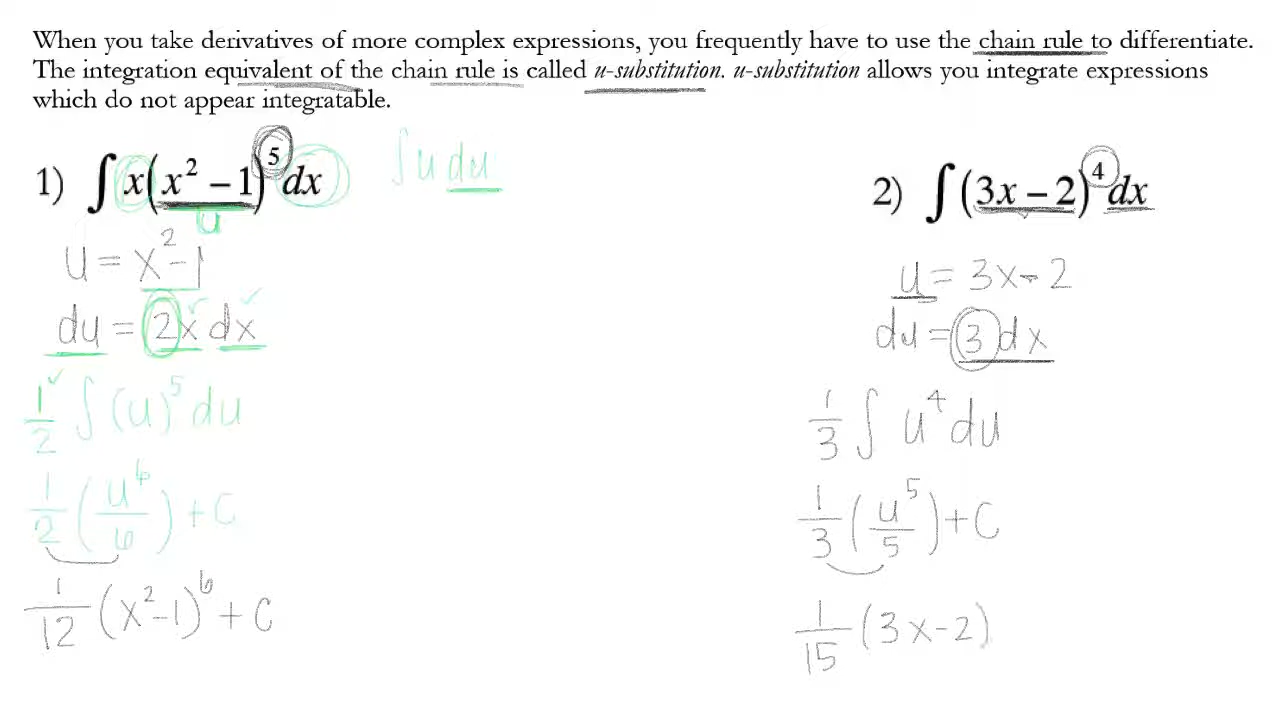 When you take derivatives of more complex expressions, you frequently have to use the chain rule to differentiate.
The integration equivalent of the chain rule is called u-substitution. u-substitution allows you integrate expressions
which do not appear integratable.
1) ∫ x(x² − 1)⁵ dx
∫ u du
u
u = x² − 1
du = 2x dx
1/2 ∫ (u)⁵ du
1/2 (u⁶/6) + C
1/12 (x² − 1)⁶ + C
2) ∫ (3x − 2)⁴ dx
u = 3x − 2
du = 3 dx
1/3 ∫ u⁴ du
1/3 (u⁵/5) + C
1/15 (3x − 2)